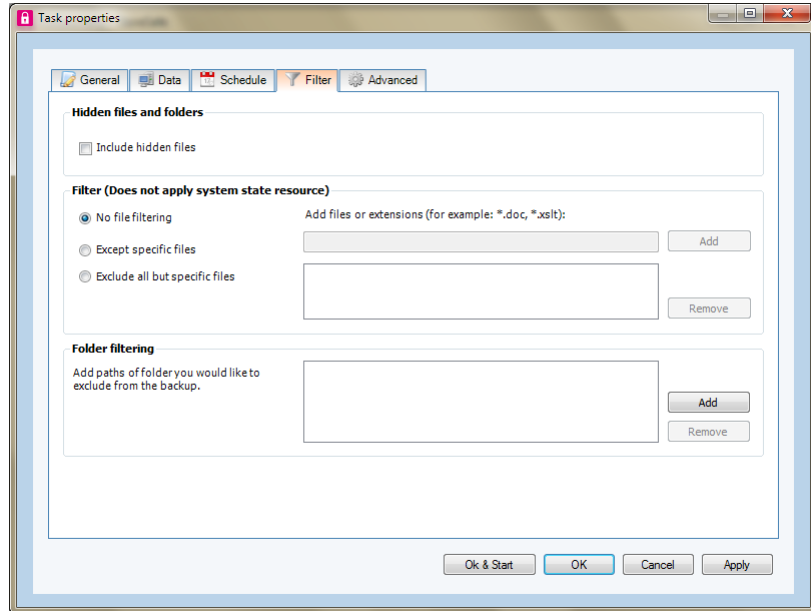 Task properties
General
Data
Schedule
Filter
Advanced
Hidden files and folders
Include hidden files
Filter (Does not apply system state resource)
No file filtering
Add files or extensions (for example: *.doc, *.xslt):
Except specific files
Add
Exclude all but specific files
Remove
Folder filtering
Add paths of folder you would like to
exclude from the backup.
Add
Remove
Ok & Start
OK
Cancel
Apply